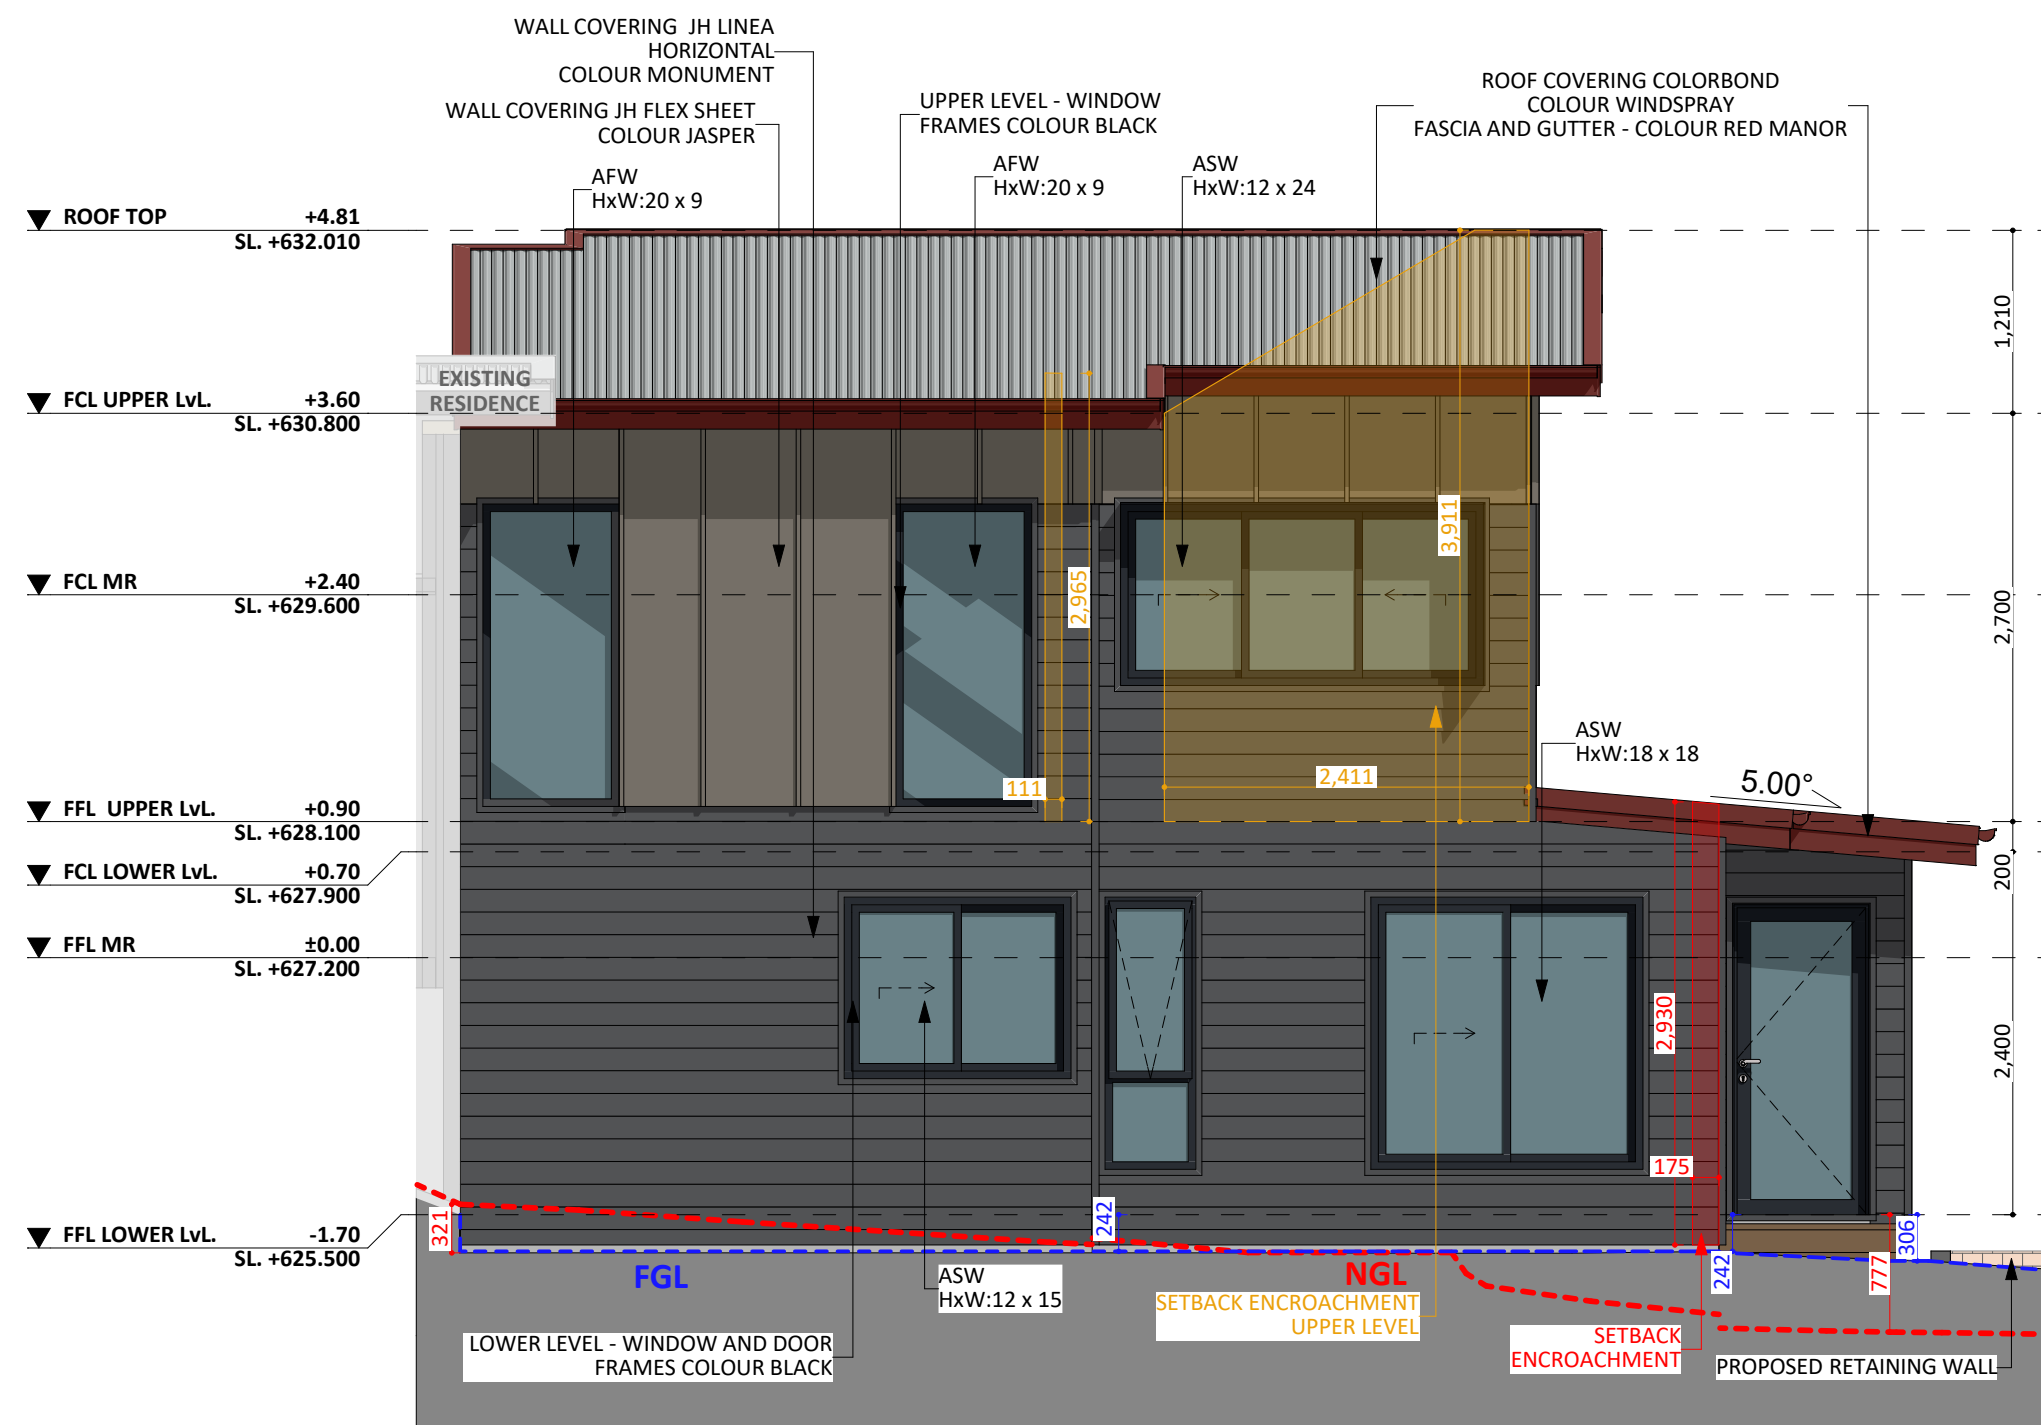 WALL COVERING  JH LINEA
HORIZONTAL
COLOUR MONUMENT
WALL COVERING JH FLEX SHEET
COLOUR JASPER
UPPER LEVEL - WINDOW
FRAMES COLOUR BLACK
ROOF COVERING COLORBOND
COLOUR WINDSPRAY
FASCIA AND GUTTER - COLOUR RED MANOR
AFW
HxW:20 x 9
AFW
HxW:20 x 9
ASW
HxW:12 x 24
ROOF TOP +4.81
SL. +632.010
1,210
EXISTING
RESIDENCE
FCL UPPER LvL. +3.60
SL. +630.800
3,911
2,965
FCL MR +2.40
SL. +629.600
2,700
ASW
HxW:18 x 18
111
2,411
5.00°
FFL  UPPER LvL. +0.90
SL. +628.100
FCL LOWER LvL. +0.70
SL. +627.900
200
FFL MR ±0.00
SL. +627.200
2,930
2,400
175
FFL LOWER LvL. -1.70
SL. +625.500
321
242
242
777
306
FGL
NGL
ASW
HxW:12 x 15
SETBACK ENCROACHMENT
UPPER LEVEL
SETBACK
ENCROACHMENT
LOWER LEVEL - WINDOW AND DOOR
FRAMES COLOUR BLACK
PROPOSED RETAINING WALL